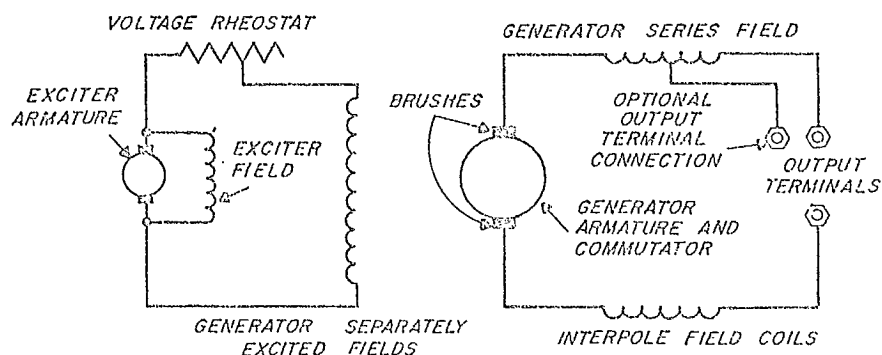 VOLTAGE RHEOSTAT
EXCITER
ARMATURE
EXCITER
FIELD
GENERATOR SEPARATELY
EXCITED FIELDS
GENERATOR SERIES FIELD
BRUSHES
OPTIONAL
OUTPUT
TERMINAL
CONNECTION
OUTPUT
TERMINALS
GENERATOR
ARMATURE AND
COMMUTATOR
INTERPOLE FIELD COILS